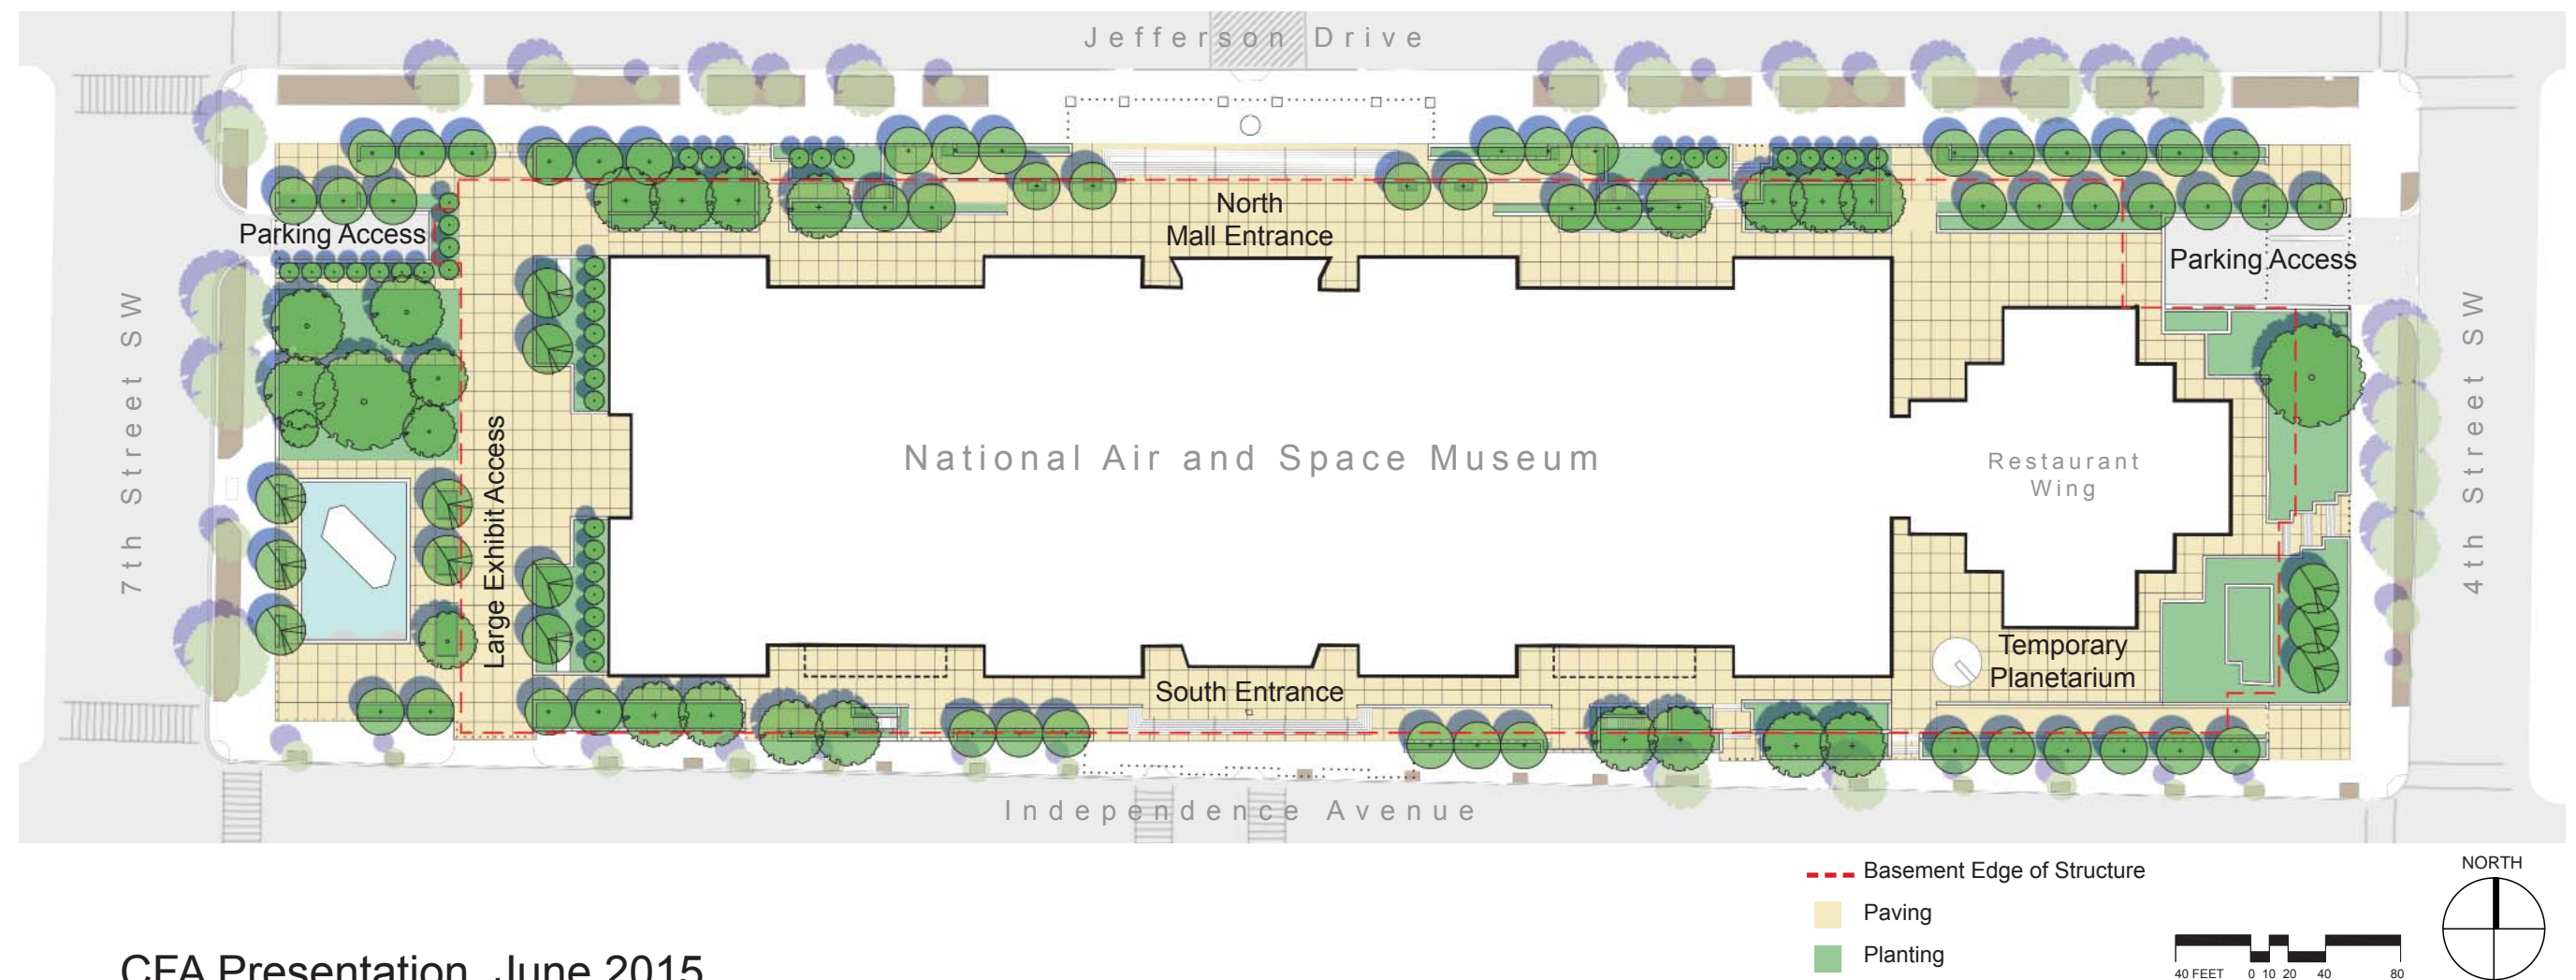 Jefferson Drive
Parking Access
North
Mall Entrance
Parking Access
7th Street SW
Large Exhibit Access
National Air and Space Museum
Restaurant
Wing
4th Street SW
Temporary
Planetarium
South Entrance
Independence Avenue
Basement Edge of Structure
Paving
Planting
NORTH
40 FEET 0 10 20 40 80
CFA Presentation, June 2015